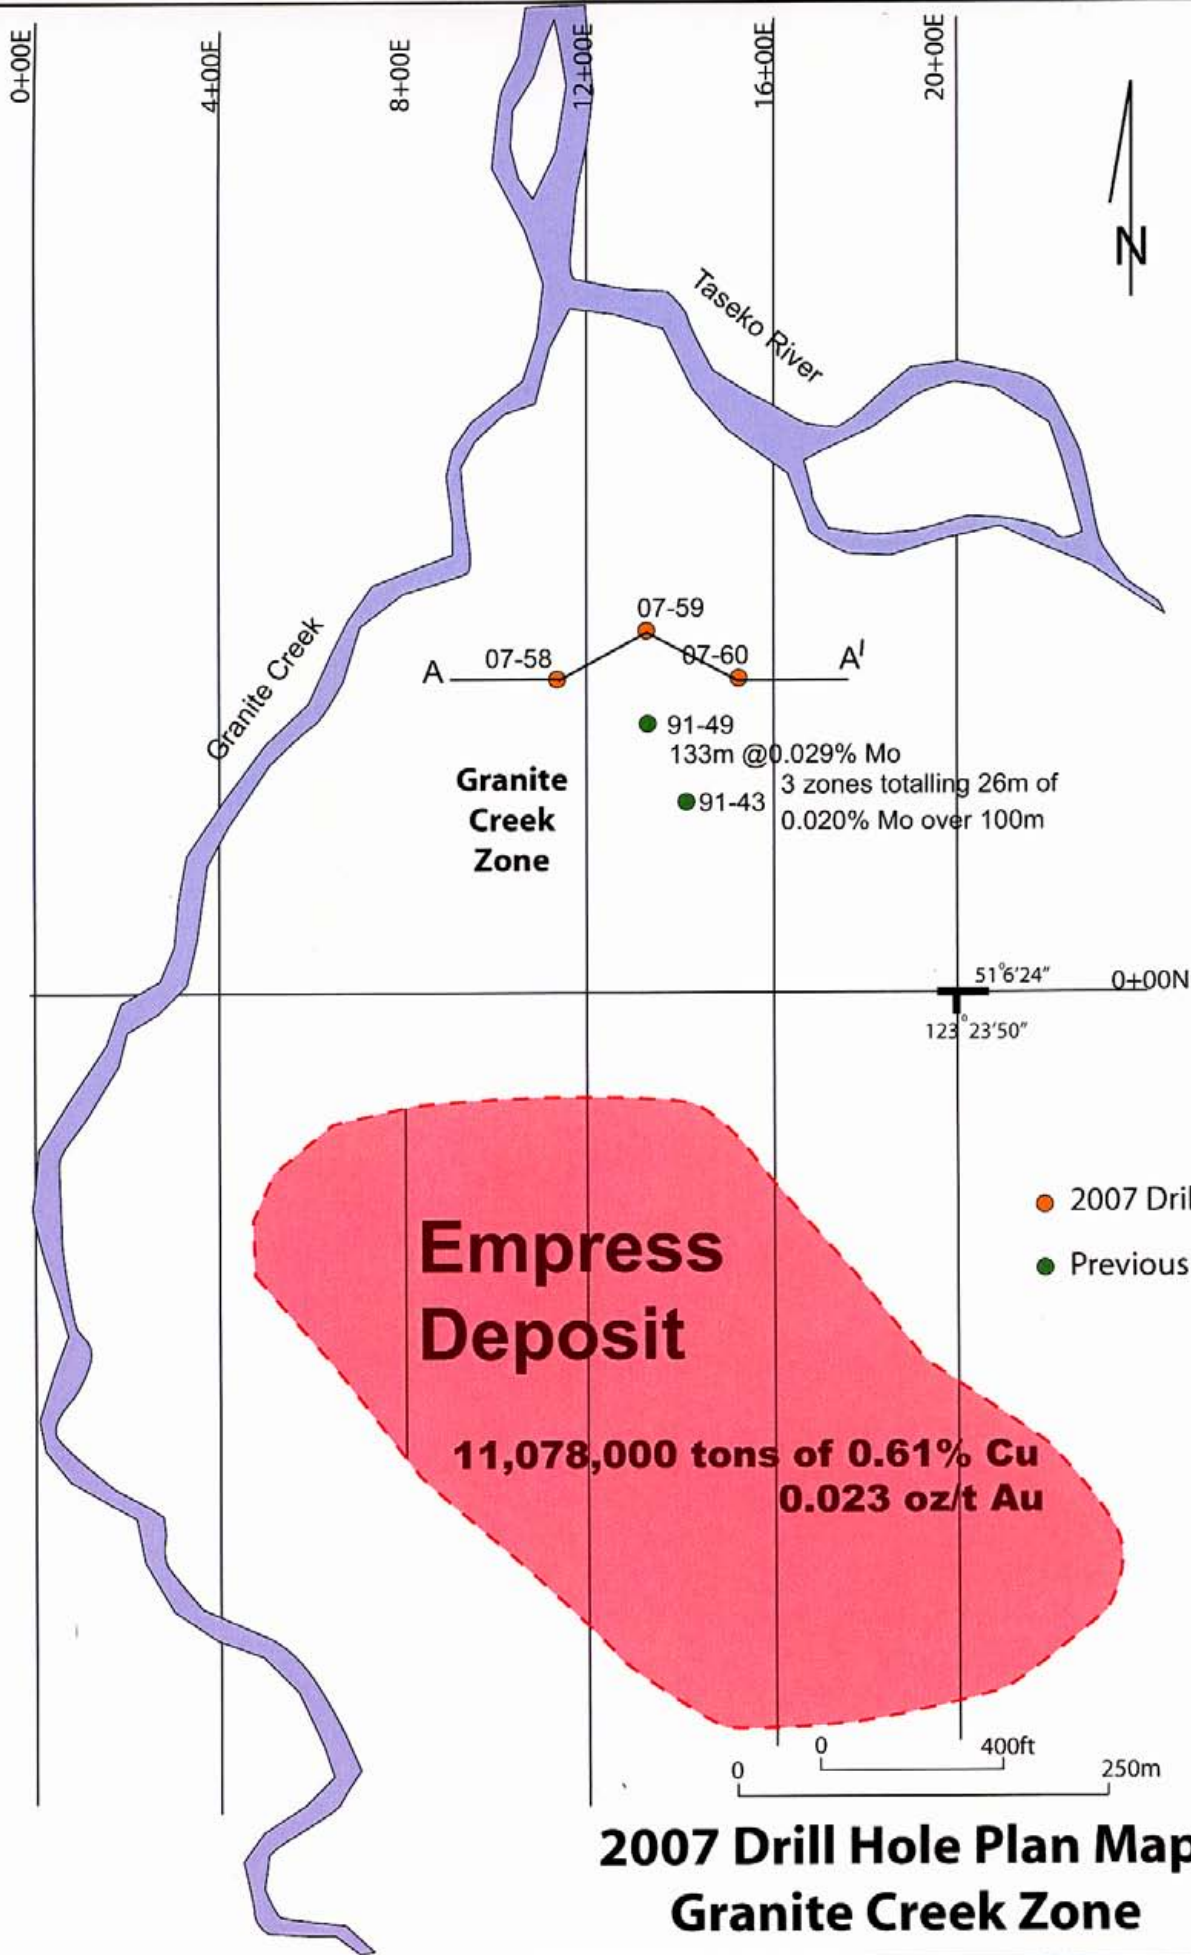 0+00E
4+00E
8+00E
12+00E
16+00E
20+00E
N
Taseko River
Granite Creek
07-59
07-58
07-60
A
A'
91-49
133m @0.029% Mo
91-43
3 zones totalling 26m of
0.020% Mo over 100m
Granite
Creek
Zone
51°6'24"
0+00N
123°23'50"
2007 Dril
Previous
Empress
Deposit
11,078,000 tons of 0.61% Cu
0.023 oz/t Au
0 400ft
0 250m
2007 Drill Hole Plan Map
Granite Creek Zone